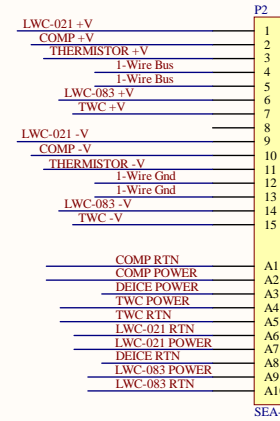 P2
LWC-021 +V 1
COMP +V 2
THERMISTOR +V 3
1-Wire Bus 4
1-Wire Bus 5
LWC-083 +V 6
TWC +V 7
8
LWC-021 -V 9
COMP -V 10
THERMISTOR -V 11
1-Wire Gnd 12
1-Wire Gnd 13
LWC-083 -V 14
TWC -V 15
COMP RTN A1
COMP POWER A2
DEICE POWER A3
TWC POWER A4
TWC RTN A5
LWC-021 RTN A6
LWC-021 POWER A7
DEICE RTN A8
LWC-083 POWER A9
LWC-083 RTN A1
SEA-